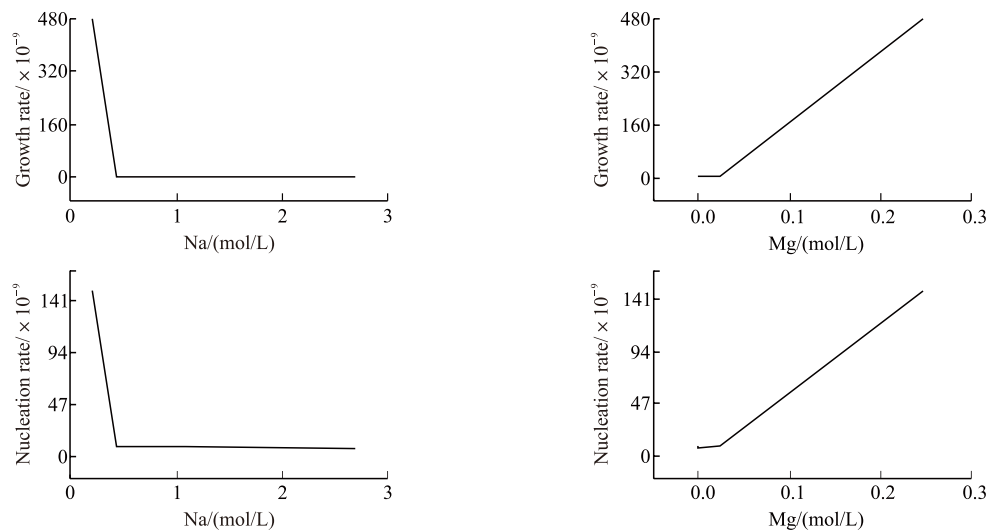 Growth rate/ × 10⁻⁹
480
320
160
0
0 1 2 3
Na/(mol/L)
Growth rate/ × 10⁻⁹
480
320
160
0
0.0 0.1 0.2 0.3
Mg/(mol/L)
Nucleation rate/ × 10⁻⁹
141
94
47
0
0 1 2 3
Na/(mol/L)
Nucleation rate/ × 10⁻⁹
141
94
47
0
0.0 0.1 0.2 0.3
Mg/(mol/L)